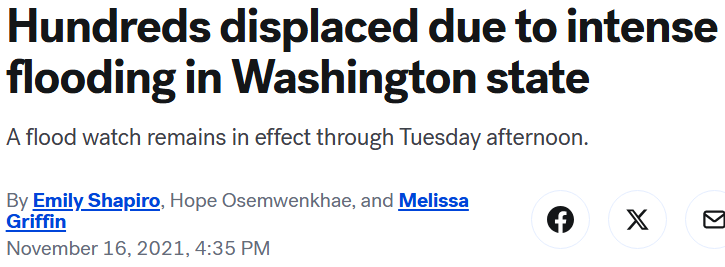 Hundreds displaced due to intense
flooding in Washington state
A flood watch remains in effect through Tuesday afternoon.
By Emily Shapiro, Hope Osemwenkhae, and Melissa
Griffin
November 16, 2021, 4:35 PM